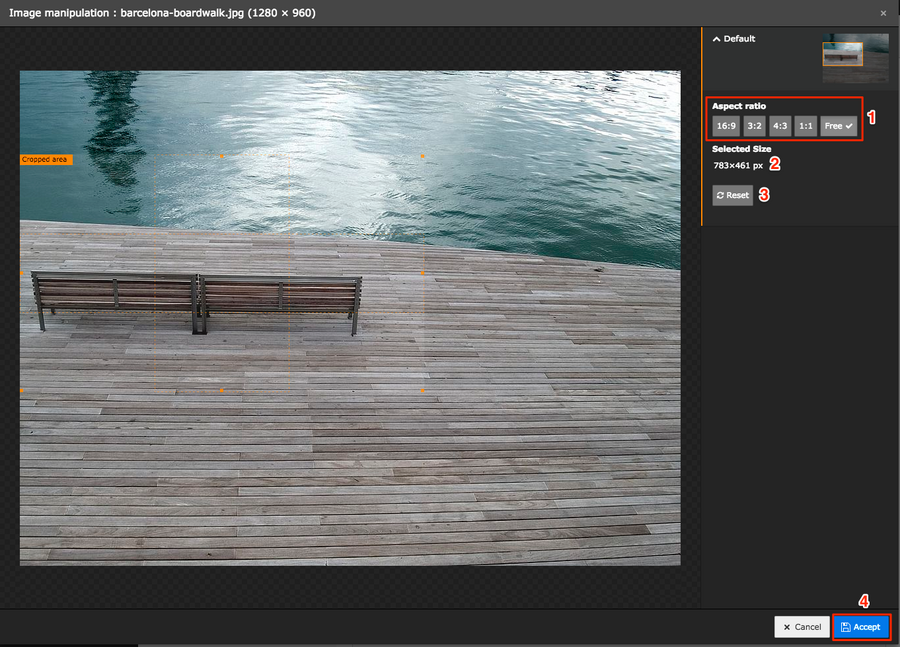 Image manipulation : barcelona-boardwalk.jpg (1280 × 960)
×
Default
Aspect ratio
16:9 3:2 4:3 1:1 Free
1
Selected Size
783×461 px
2
Reset
3
Cropped area
4
× Cancel
Accept